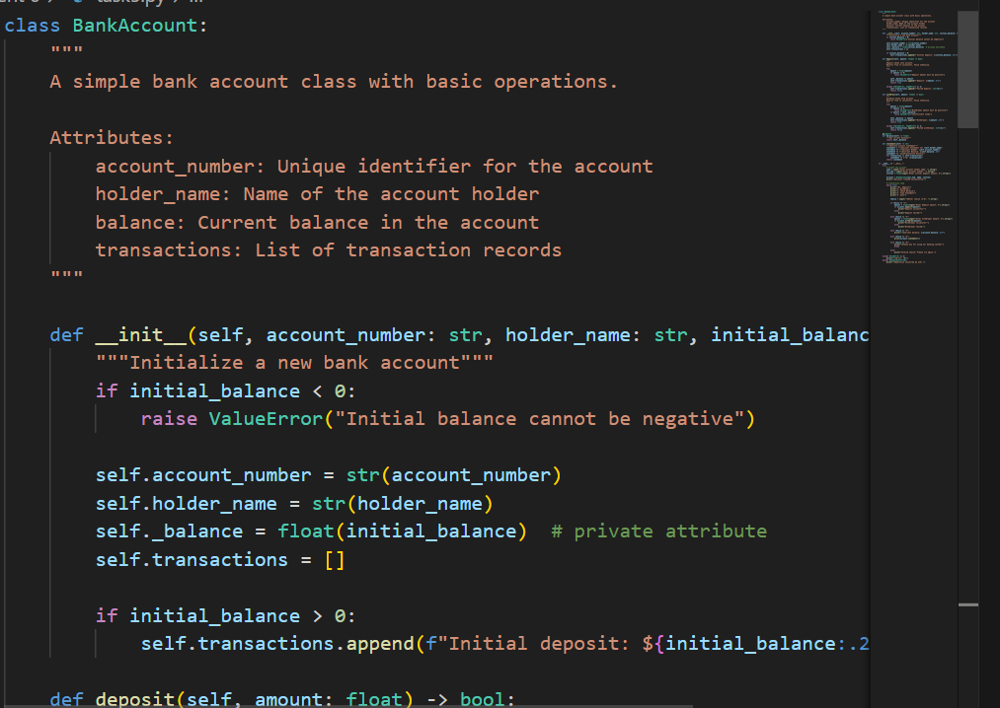 class BankAccount:
"""
A simple bank account class with basic operations.
Attributes:
account_number: Unique identifier for the account
holder_name: Name of the account holder
balance: Current balance in the account
transactions: List of transaction records
"""
def __init__(self, account_number: str, holder_name: str, initial_balanc
"""Initialize a new bank account"""
if initial_balance < 0:
raise ValueError("Initial balance cannot be negative")
self.account_number = str(account_number)
self.holder_name = str(holder_name)
self._balance = float(initial_balance)  # private attribute
self.transactions = []
if initial_balance > 0:
self.transactions.append(f"Initial deposit: ${initial_balance:.2
def deposit(self, amount: float) -> bool: